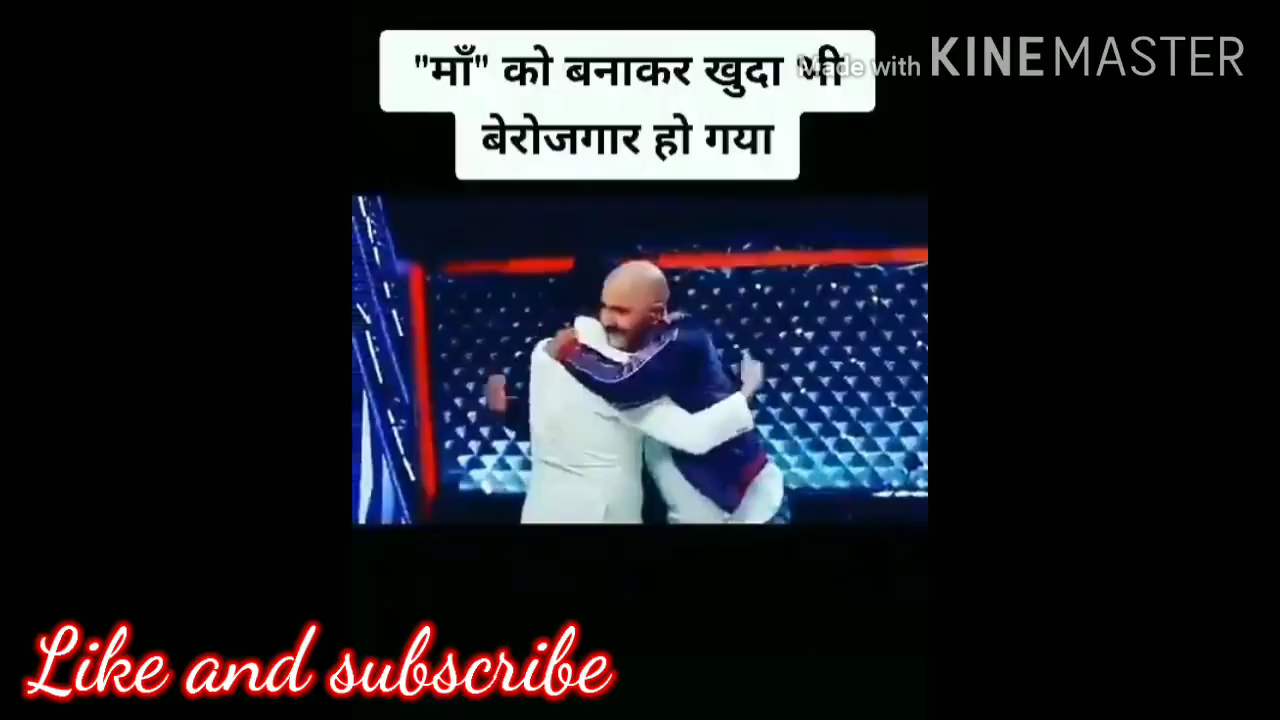 "माँ" को बनाकर खुदा भी
बेरोजगार हो गया
Made with KINEMASTER
Like and subscribe